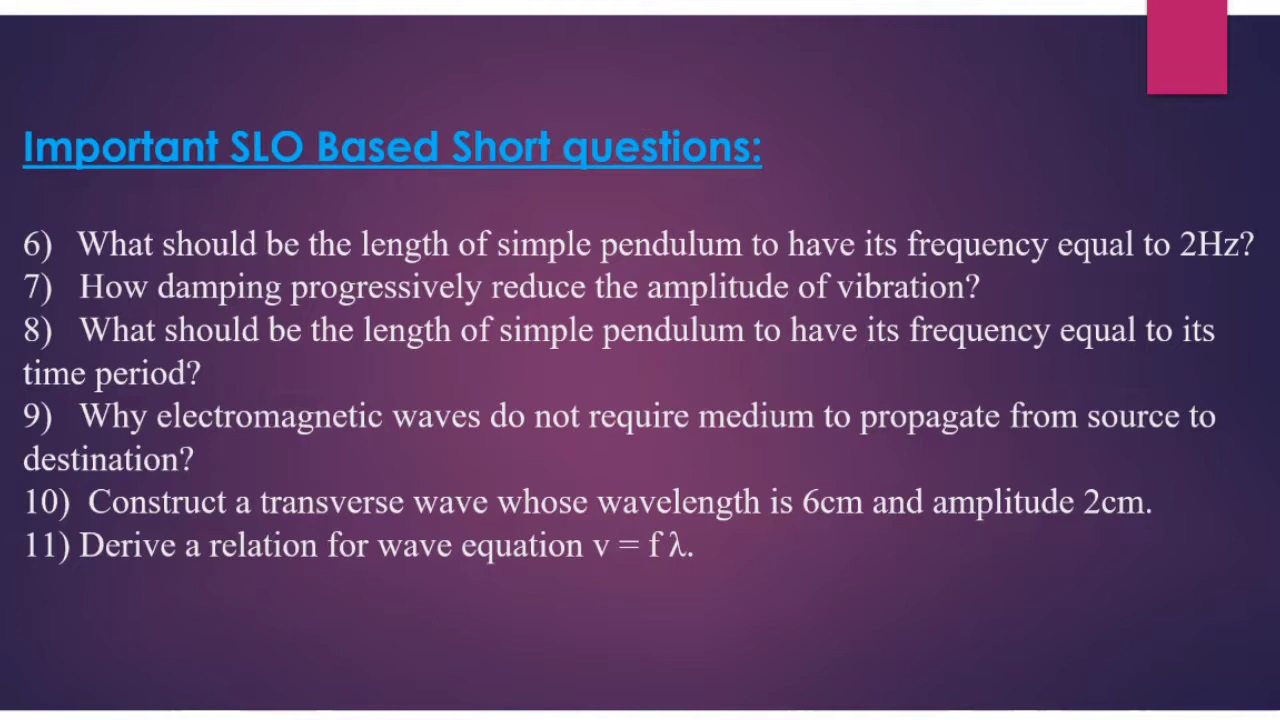 Important SLO Based Short questions:
6) What should be the length of simple pendulum to have its frequency equal to 2Hz?
7) How damping progressively reduce the amplitude of vibration?
8) What should be the length of simple pendulum to have its frequency equal to its
time period?
9) Why electromagnetic waves do not require medium to propagate from source to
destination?
10) Construct a transverse wave whose wavelength is 6cm and amplitude 2cm.
11) Derive a relation for wave equation v = f λ.